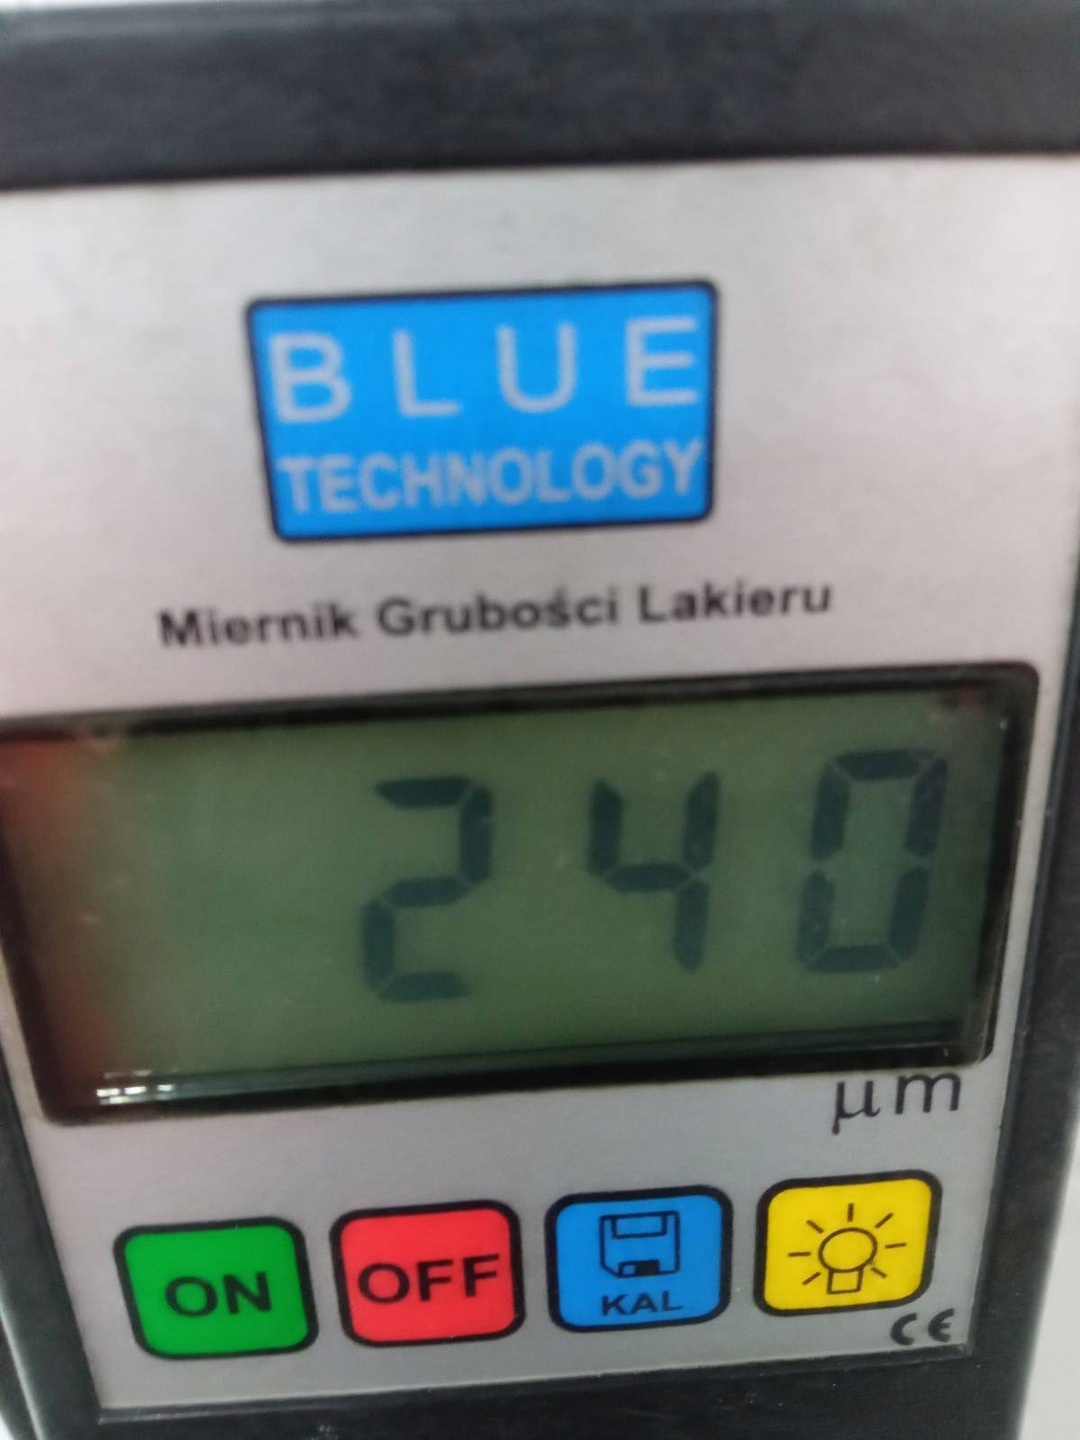 BLUE
TECHNOLOGY
Miernik Grubości Lakieru
240
µm
ON OFF KAL
CE